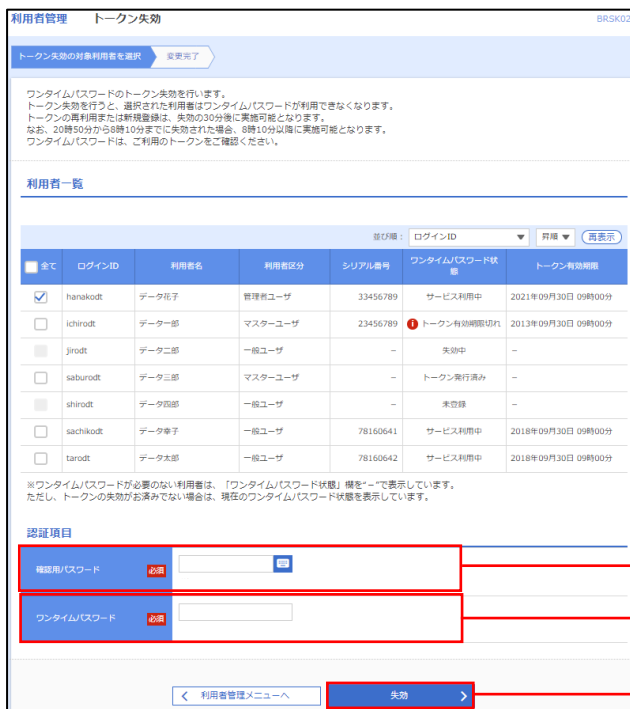 利用者管理 トークン失効 BRSK02
トークン失効の対象利用者を選択 変更完了
ワンタイムパスワードのトークン失効を行います。
トークン失効を行うと、選択された利用者はワンタイムパスワードが利用できなくなります。
トークンの再利用または新規登録は、失効の30分後に実施可能となります。
なお、20時50分から8時10分までに失効された場合、8時10分以降に実施可能となります。
ワンタイムパスワードは、ご利用のトークンをご確認ください。
利用者一覧
並び順： ログインID 昇順 再表示
全て ログインID 利用者名 利用者区分 シリアル番号 ワンタイムパスワード状態 トークン有効期限
hanakodt データ花子 管理者ユーザ 33456789 サービス利用中 2021年09月30日 09時00分
ichirodt データ一郎 マスターユーザ 23456789 トークン有効期限切れ 2013年09月30日 09時00分
jirodt データ二郎 一般ユーザ － 失効中 －
saburodt データ三郎 マスターユーザ － トークン発行済み －
shirodt データ四郎 一般ユーザ － 未登録 －
sachikodt データ幸子 一般ユーザ 78160641 サービス利用中 2018年09月30日 09時00分
tarodt データ太郎 一般ユーザ 78160642 サービス利用中 2018年09月30日 09時00分
※ワンタイムパスワードが必要のない利用者は、「ワンタイムパスワード状態」欄を"－"で表示しています。
ただし、トークンの失効がお済みでない場合は、現在のワンタイムパスワード状態を表示しています。
認証項目
確認用パスワード 必須
ワンタイムパスワード 必須
利用者管理メニューへ 失効